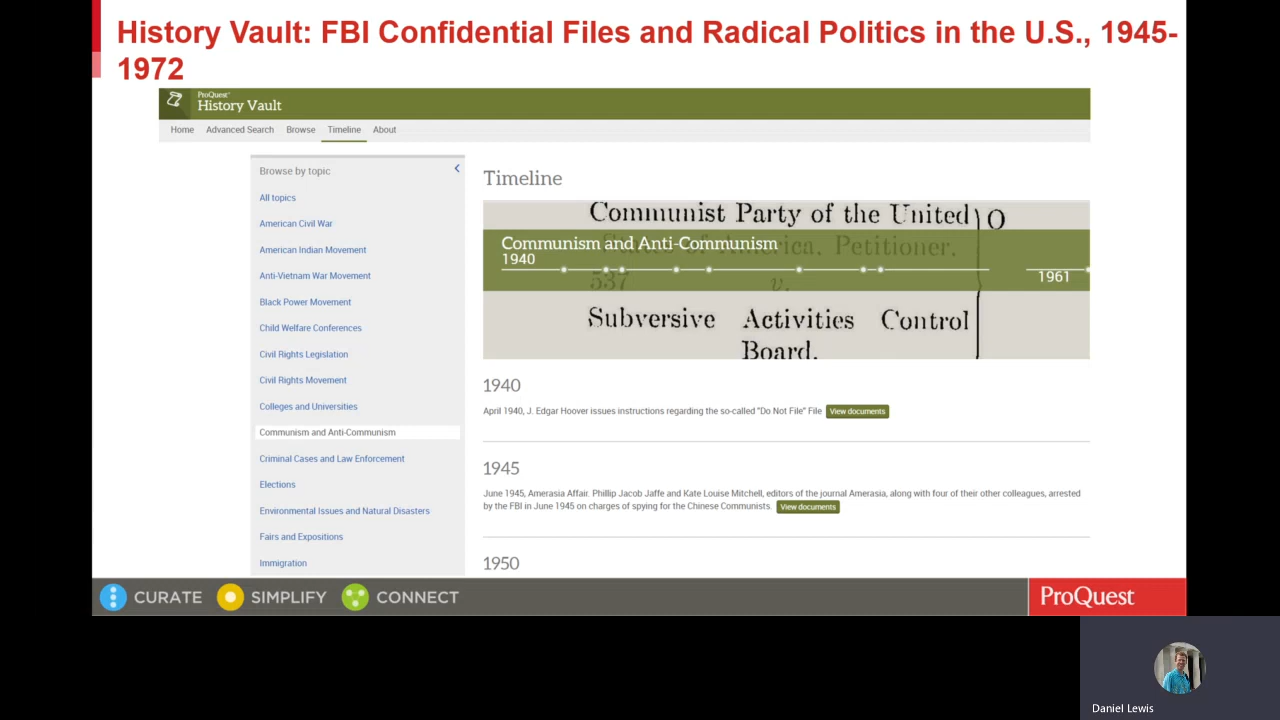 History Vault: FBI Confidential Files and Radical Politics in the U.S., 1945-
1972
ProQuest
History Vault
Home Advanced Search Browse Timeline About
Browse by topic
All topics
American Civil War
American Indian Movement
Anti-Vietnam War Movement
Black Power Movement
Child Welfare Conferences
Civil Rights Legislation
Civil Rights Movement
Colleges and Universities
Communism and Anti-Communism
Criminal Cases and Law Enforcement
Elections
Environmental Issues and Natural Disasters
Fairs and Expositions
Immigration
Timeline
Communist Party of the United
States of America, Petitioner,
Communism and Anti-Communism
1940
1961
537 v.
Subversive Activities Control
Board.
1940
April 1940, J. Edgar Hoover issues instructions regarding the so-called "Do Not File" File View documents
1945
June 1945, Amerasia Affair. Phillip Jacob Jaffe and Kate Louise Mitchell, editors of the journal Amerasia, along with four of their other colleagues, arrested
by the FBI in June 1945 on charges of spying for the Chinese Communists. View documents
1950
CURATE SIMPLIFY CONNECT
ProQuest
Daniel Lewis